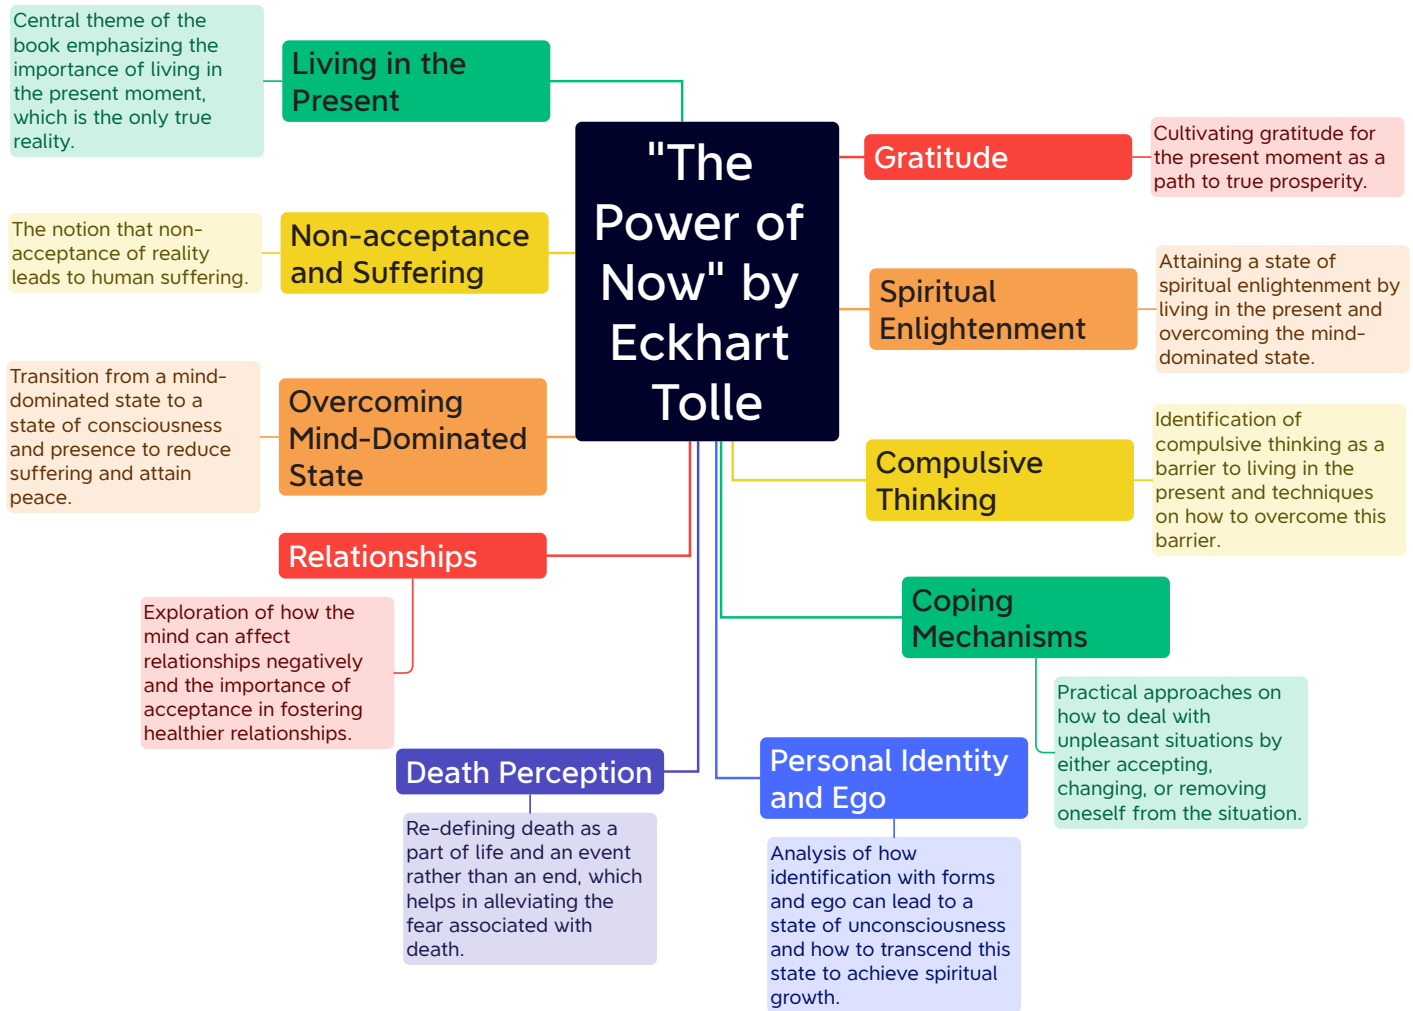 "The
Power of
Now" by
Eckhart
Tolle
Living in the
Present
Central theme of the
book emphasizing the
importance of living in
the present moment,
which is the only true
reality.
Non-acceptance
and Suffering
The notion that non-
acceptance of reality
leads to human suffering.
Overcoming
Mind-Dominated
State
Transition from a mind-
dominated state to a
state of consciousness
and presence to reduce
suffering and attain
peace.
Relationships
Exploration of how the
mind can affect
relationships negatively
and the importance of
acceptance in fostering
healthier relationships.
Death Perception
Re-defining death as a
part of life and an event
rather than an end, which
helps in alleviating the
fear associated with
death.
Gratitude
Cultivating gratitude for
the present moment as a
path to true prosperity.
Spiritual
Enlightenment
Attaining a state of
spiritual enlightenment by
living in the present and
overcoming the mind-
dominated state.
Compulsive
Thinking
Identification of
compulsive thinking as a
barrier to living in the
present and techniques
on how to overcome this
barrier.
Coping
Mechanisms
Practical approaches on
how to deal with
unpleasant situations by
either accepting,
changing, or removing
oneself from the situation.
Personal Identity
and Ego
Analysis of how
identification with forms
and ego can lead to a
state of unconsciousness
and how to transcend this
state to achieve spiritual
growth.